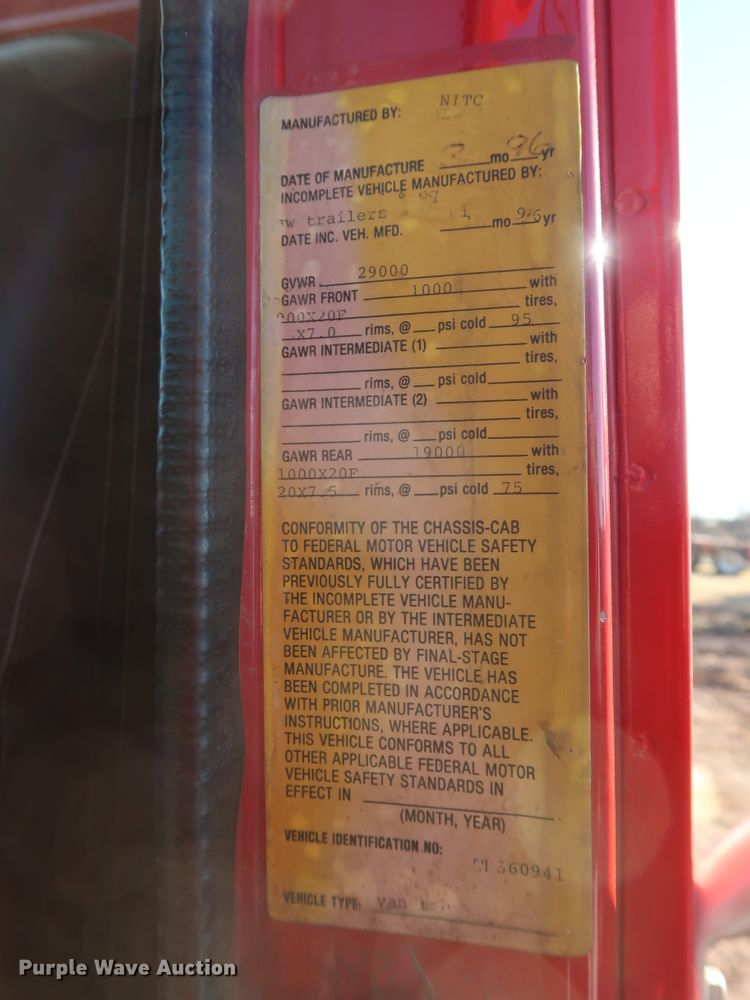 MANUFACTURED BY: NITC
DATE OF MANUFACTURE 3 mo 96 yr
INCOMPLETE VEHICLE MANUFACTURED BY:
trailers & eq
DATE INC. VEH. MFD. 1 mo 96 yr
GVWR 29000
GAWR FRONT 1000 with
tires,
X7.0 rims, @ psi cold 95
GAWR INTERMEDIATE (1) with
tires,
rims, @ psi cold
GAWR INTERMEDIATE (2) with
tires,
rims, @ psi cold
GAWR REAR 19000 with
1000X20F tires,
20X7.5 rims, @ psi cold 75
CONFORMITY OF THE CHASSIS-CAB
TO FEDERAL MOTOR VEHICLE SAFETY
STANDARDS, WHICH HAVE BEEN
PREVIOUSLY FULLY CERTIFIED BY
THE INCOMPLETE VEHICLE MANU-
FACTURER OR BY THE INTERMEDIATE
VEHICLE MANUFACTURER, HAS NOT
BEEN AFFECTED BY FINAL-STAGE
MANUFACTURE. THE VEHICLE HAS
BEEN COMPLETED IN ACCORDANCE
WITH PRIOR MANUFACTURER'S
INSTRUCTIONS, WHERE APPLICABLE.
THIS VEHICLE CONFORMS TO ALL
OTHER APPLICABLE FEDERAL MOTOR
VEHICLE SAFETY STANDARDS IN
EFFECT IN
(MONTH, YEAR)
VEHICLE IDENTIFICATION NO:
560941
VEHICLE TYPE: van
Purple Wave Auction